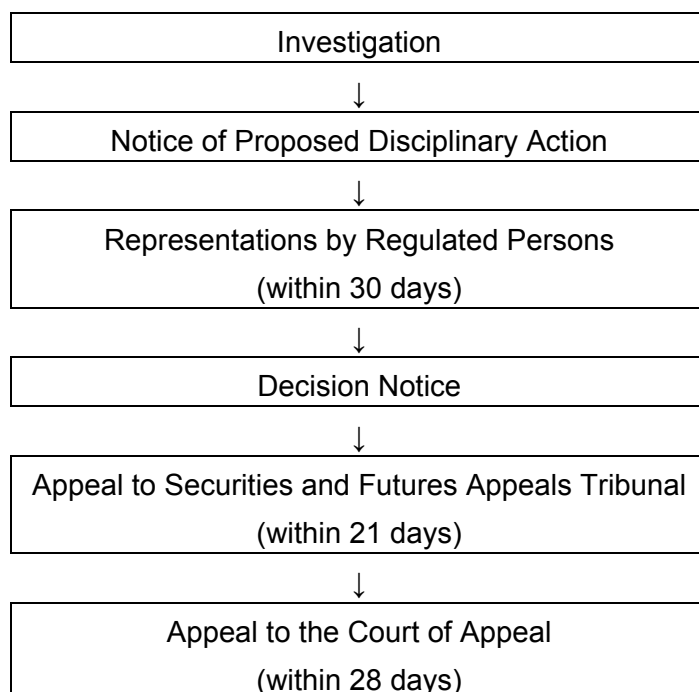 Investigation
↓
Notice of Proposed Disciplinary Action
↓
Representations by Regulated Persons
(within 30 days)
↓
Decision Notice
↓
Appeal to Securities and Futures Appeals Tribunal
(within 21 days)
↓
Appeal to the Court of Appeal
(within 28 days)